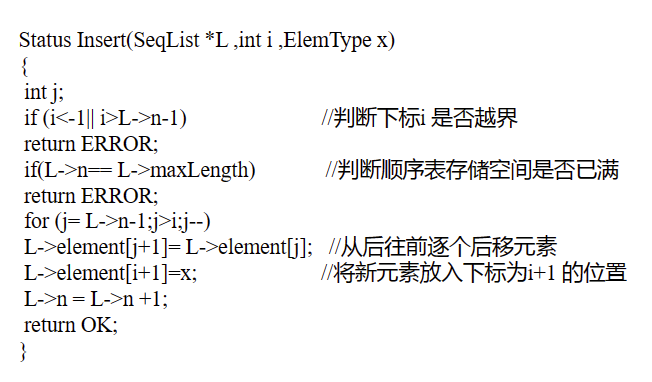 Status Insert(SeqList *L ,int i ,ElemType x)
{
int j;
if (i<-1|| i>L->n-1) //判断下标i 是否越界
return ERROR;
if(L->n== L->maxLength) //判断顺序表存储空间是否已满
return ERROR;
for (j= L->n-1;j>i;j--)
L->element[j+1]= L->element[j]; //从后往前逐个后移元素
L->element[i+1]=x; //将新元素放入下标为i+1 的位置
L->n = L->n +1;
return OK;
}